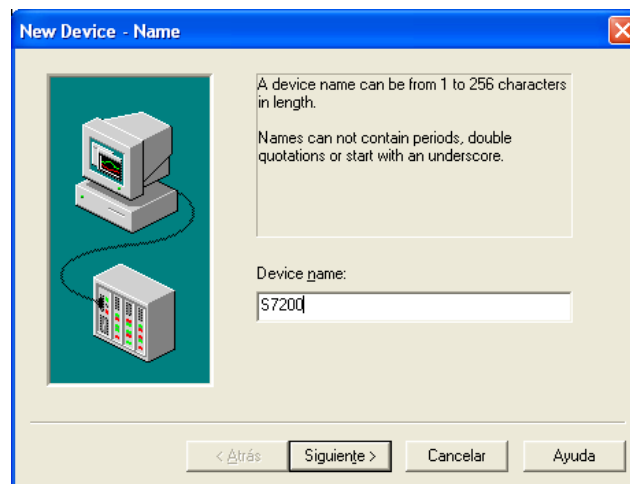 New Device - Name
A device name can be from 1 to 256 characters
in length.
Names can not contain periods, double
quotations or start with an underscore.
Device name:
S7200
< Atrás
Siguiente >
Cancelar
Ayuda